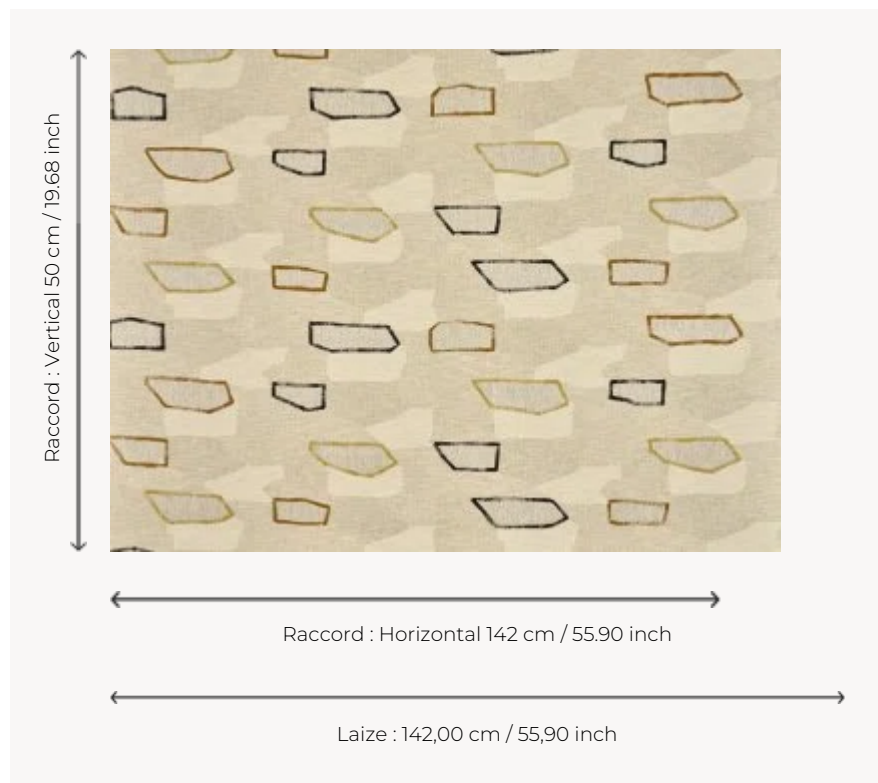 Raccord : Vertical 50 cm / 19.68 inch
Raccord : Horizontal 142 cm / 55.90 inch
Laize : 142,00 cm / 55,90 inch